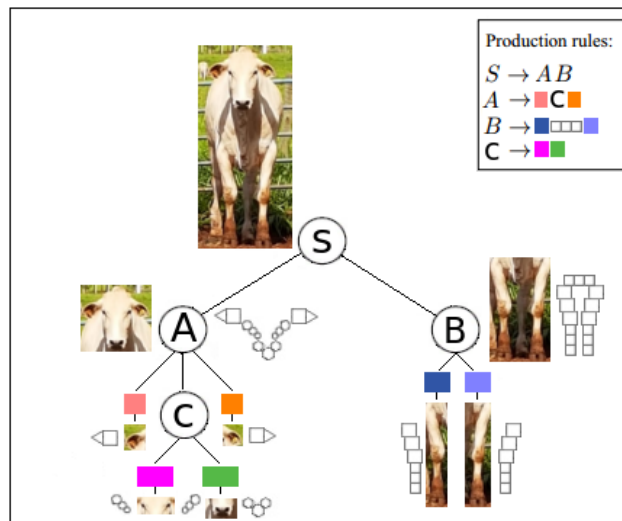 Production rules:
S → A B
A → C
B →
C →
S
A
B
C